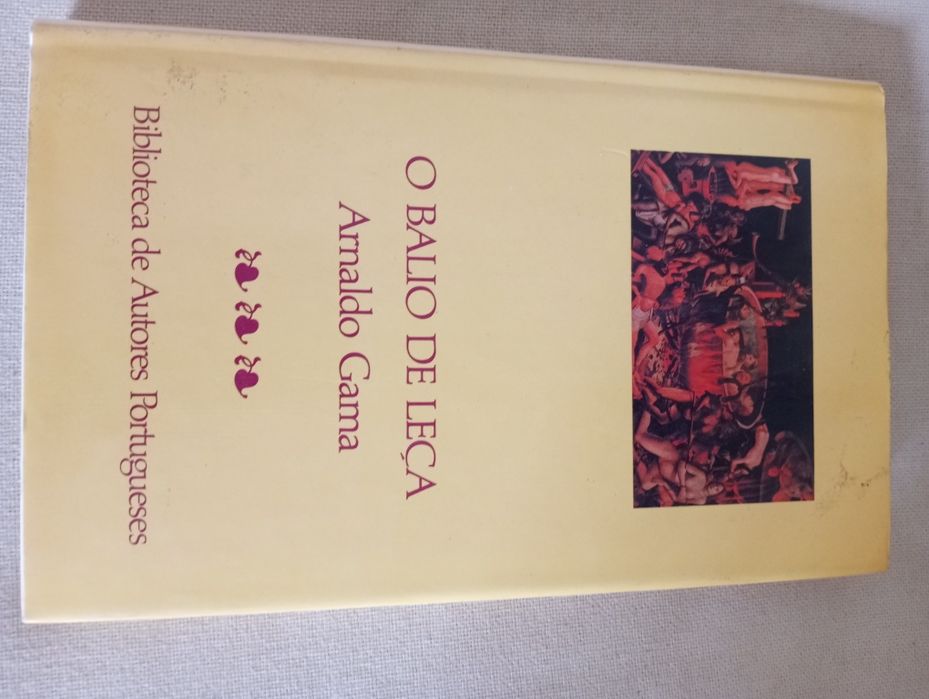 O BALIO DE LEÇA
Arnaldo Gama
Biblioteca de Autores Portugueses